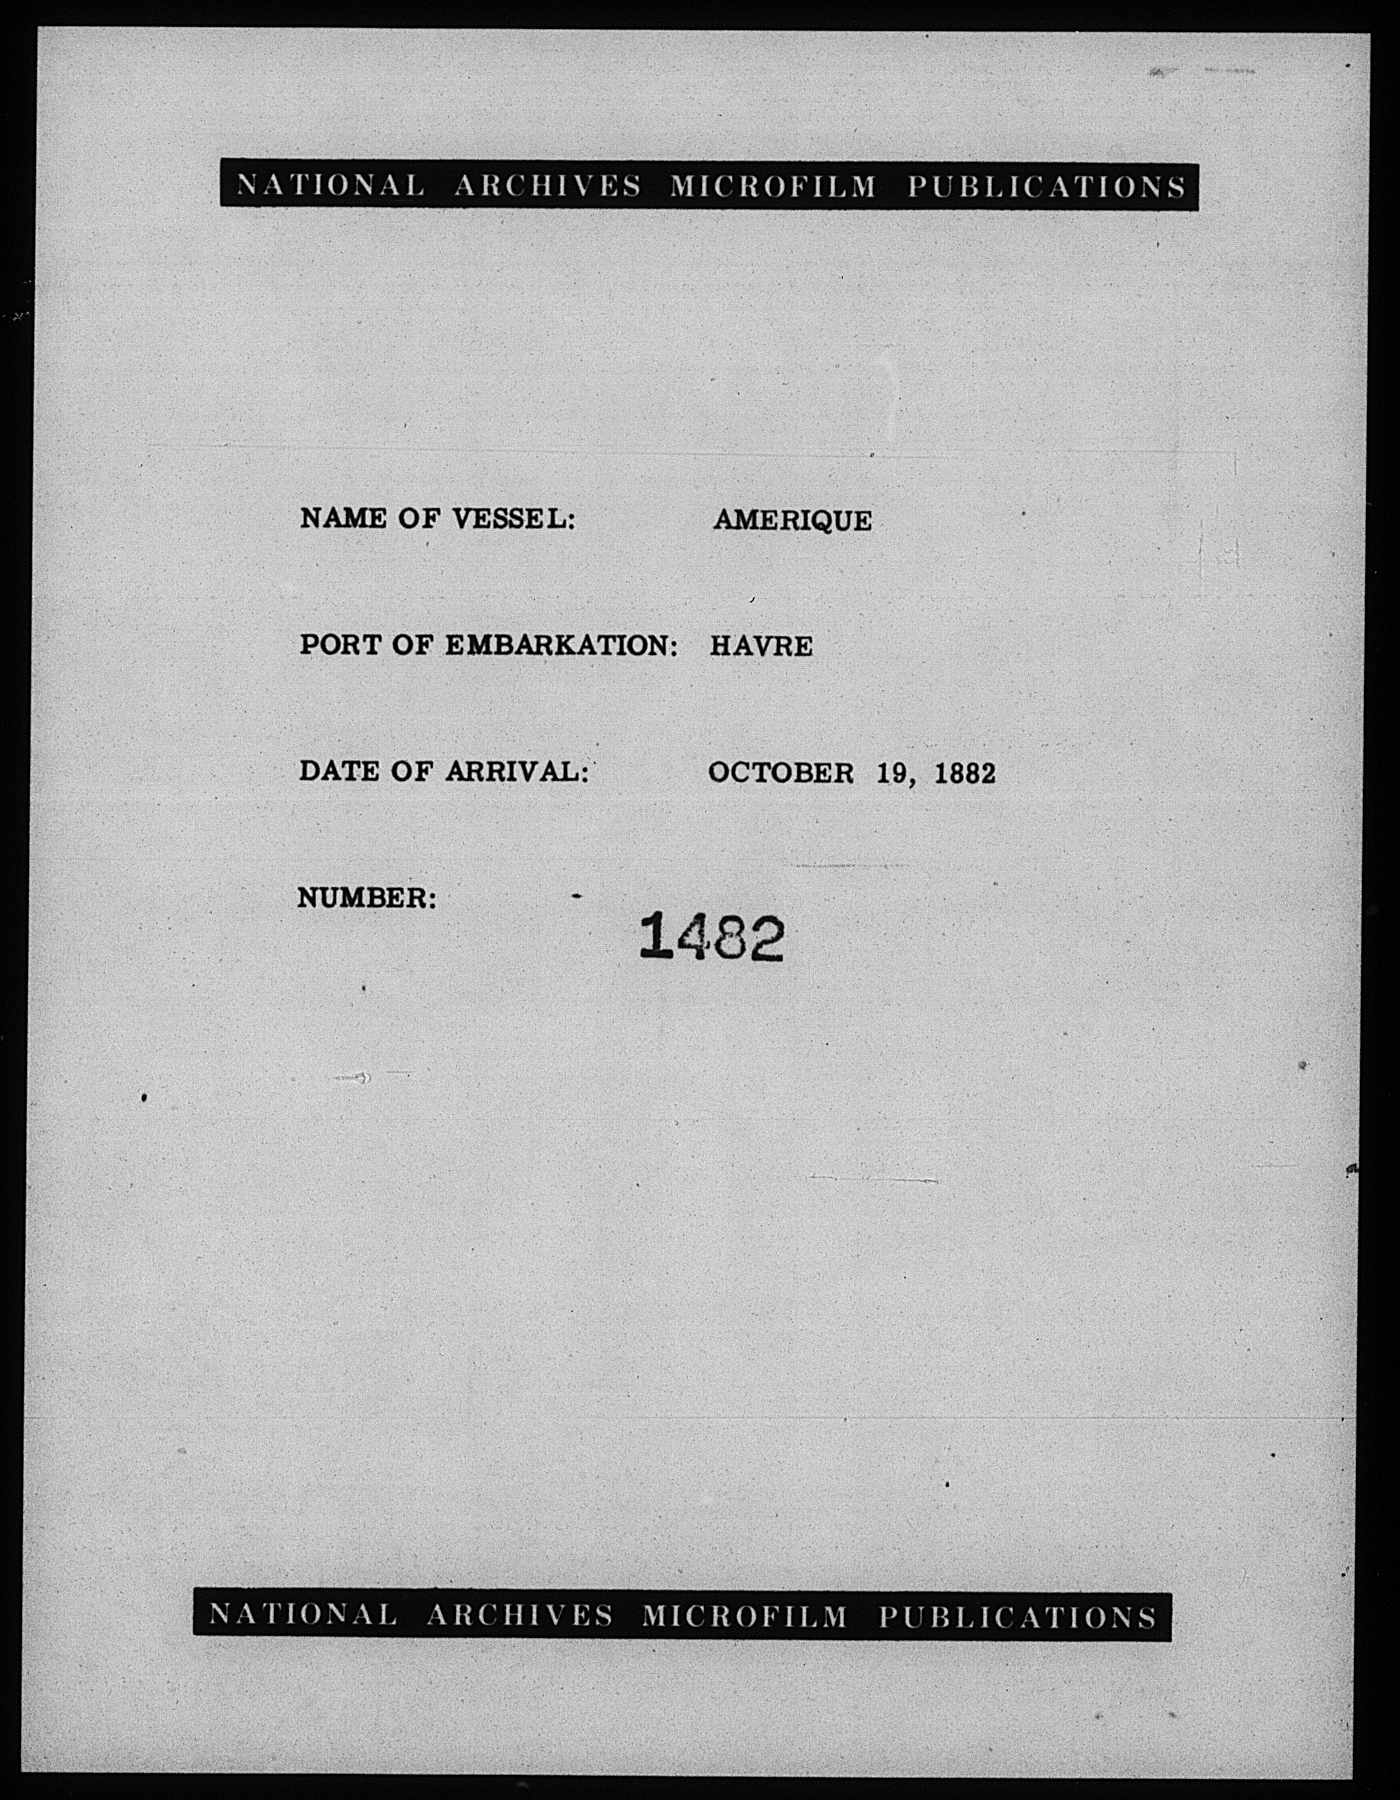 NATIONAL ARCHIVES MICROFILM PUBLICATIONS
NAME OF VESSEL: AMERIQUE
PORT OF EMBARKATION: HAVRE
DATE OF ARRIVAL: OCTOBER 19, 1882
NUMBER: 1482
NATIONAL ARCHIVES MICROFILM PUBLICATIONS